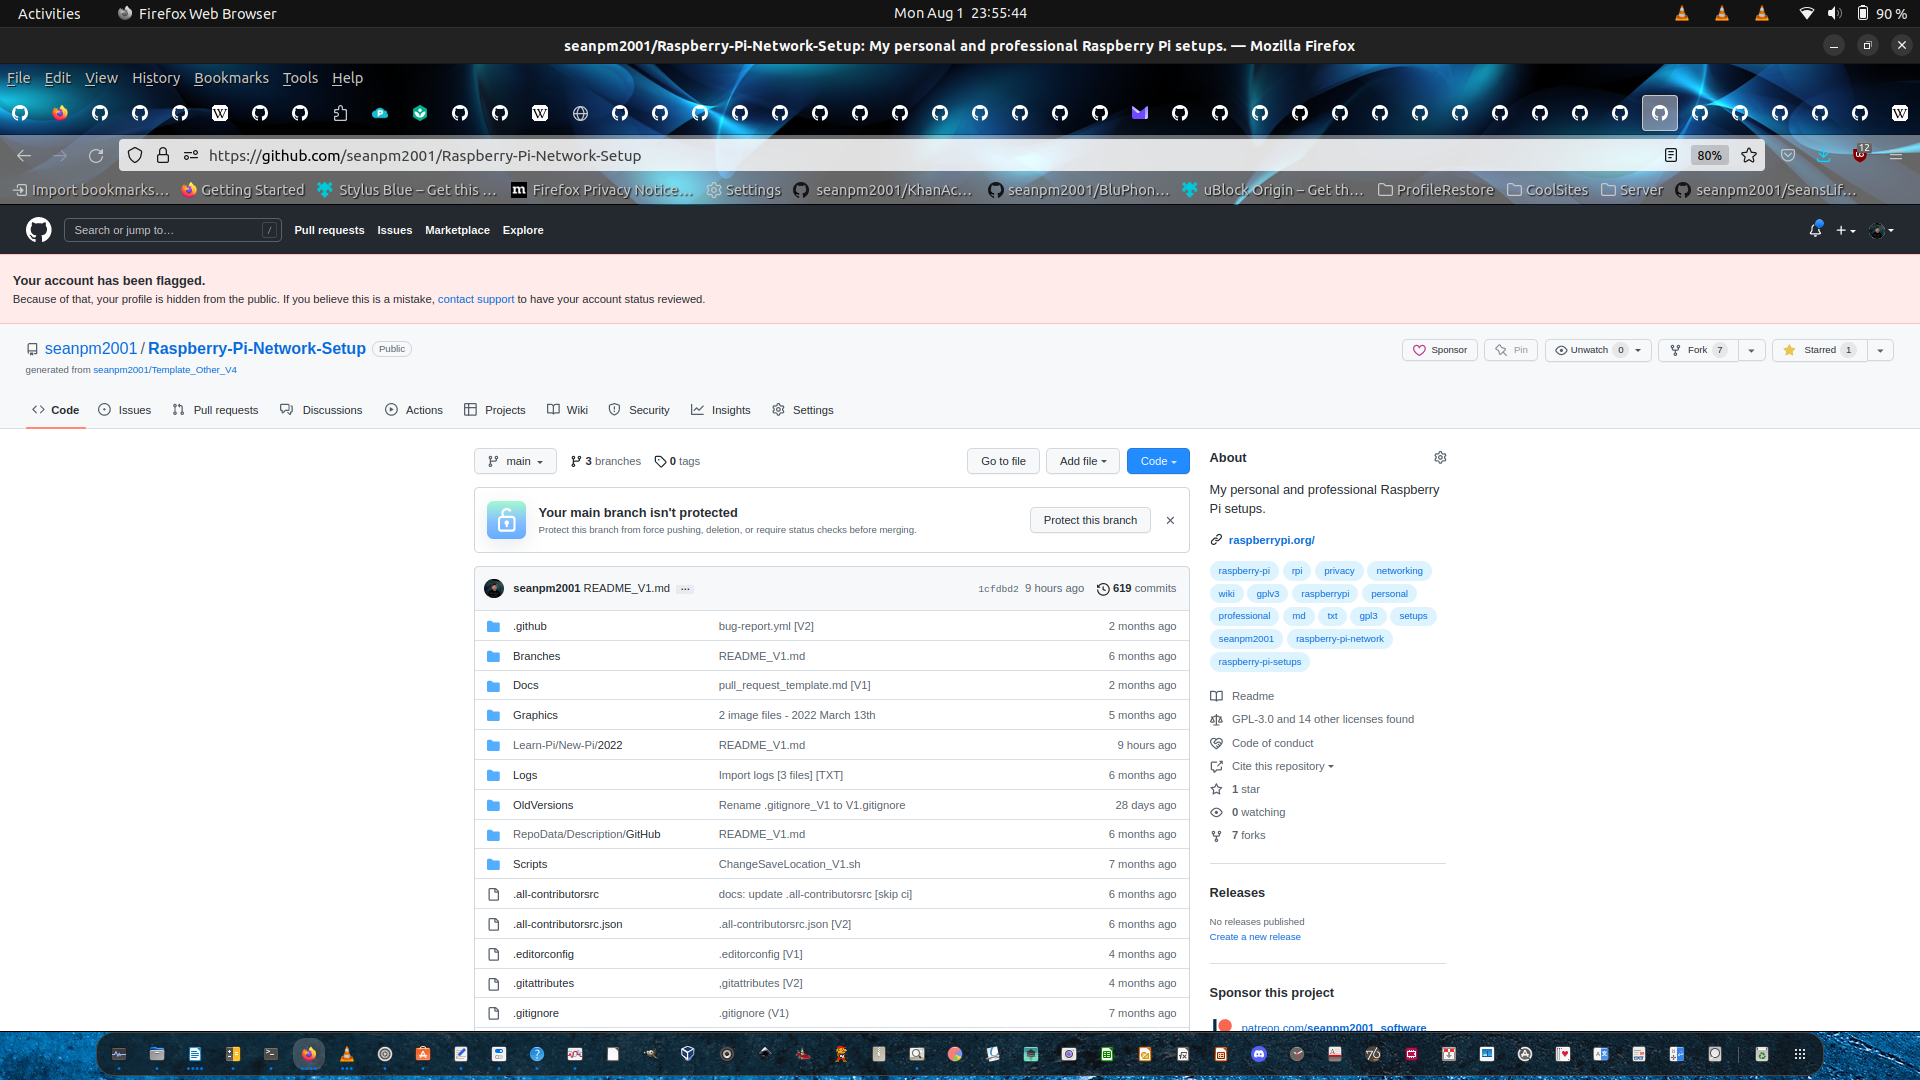 Activities
Firefox Web Browser
Mon Aug 1 23:55:44
90 %
seanpm2001/Raspberry-Pi-Network-Setup: My personal and professional Raspberry Pi setups. — Mozilla Firefox
File Edit View History Bookmarks Tools Help
https://github.com/seanpm2001/Raspberry-Pi-Network-Setup
80%
12
Import bookmarks… Getting Started Stylus Blue – Get this … Firefox Privacy Notice… Settings seanpm2001/KhanAc… seanpm2001/BluPhon… uBlock Origin – Get th… ProfileRestore CoolSites Server seanpm2001/SeansLif…
Search or jump to… /
Pull requests Issues Marketplace Explore
Your account has been flagged.
Because of that, your profile is hidden from the public. If you believe this is a mistake, contact support to have your account status reviewed.
seanpm2001 / Raspberry-Pi-Network-Setup Public
generated from seanpm2001/Template_Other_V4
Sponsor Pin Unwatch 0 Fork 7 Starred 1
Code Issues Pull requests Discussions Actions Projects Wiki Security Insights Settings
main 3 branches 0 tags Go to file Add file Code
Your main branch isn't protected
Protect this branch from force pushing, deletion, or require status checks before merging.
Protect this branch
seanpm2001 README_V1.md … 1cfdbd2 9 hours ago 619 commits
.github bug-report.yml [V2] 2 months ago
Branches README_V1.md 6 months ago
Docs pull_request_template.md [V1] 2 months ago
Graphics 2 image files - 2022 March 13th 5 months ago
Learn-Pi/New-Pi/2022 README_V1.md 9 hours ago
Logs Import logs [3 files] [TXT] 6 months ago
OldVersions Rename .gitignore_V1 to V1.gitignore 28 days ago
RepoData/Description/GitHub README_V1.md 6 months ago
Scripts ChangeSaveLocation_V1.sh 7 months ago
.all-contributorsrc docs: update .all-contributorsrc [skip ci] 6 months ago
.all-contributorsrc.json .all-contributorsrc.json [V2] 6 months ago
.editorconfig .editorconfig [V1] 4 months ago
.gitattributes ,gitattributes [V2] 4 months ago
.gitignore .gitignore (V1) 7 months ago
About
My personal and professional Raspberry
Pi setups.
raspberrypi.org/
raspberry-pi rpi privacy networking
wiki gplv3 raspberrypi personal
professional md txt gpl3 setups
seanpm2001 raspberry-pi-network
raspberry-pi-setups
Readme
GPL-3.0 and 14 other licenses found
Code of conduct
Cite this repository
1 star
0 watching
7 forks
Releases
No releases published
Create a new release
Sponsor this project
patreon.com/seanpm2001_software